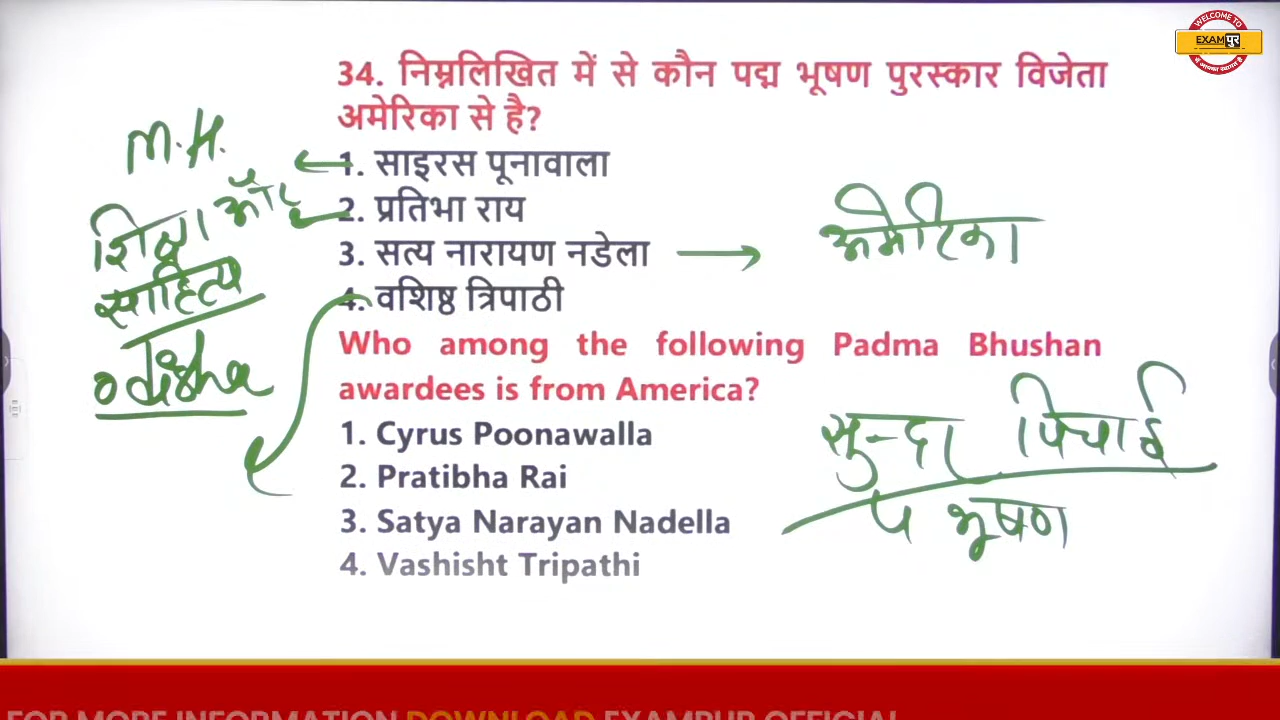 WELCOME TO
EXAMपुर
में आपका स्वागत है
34. निम्नलिखित में से कौन पद्म भूषण पुरस्कार विजेता
अमेरिका से है?
1. साइरस पूनावाला
2. प्रतिभा राय
3. सत्य नारायण नडेला
4. वशिष्ठ त्रिपाठी
Who among the following Padma Bhushan
awardees is from America?
1. Cyrus Poonawalla
2. Pratibha Rai
3. Satya Narayan Nadella
4. Vashisht Tripathi
M.H.
शिक्षा और
साहित्य
odisha
अमेरिका
सुन्दर पिचाई
प भूषण
FOR MORE INFORMATION DOWNLOAD EXAMPUR OFFICIAL